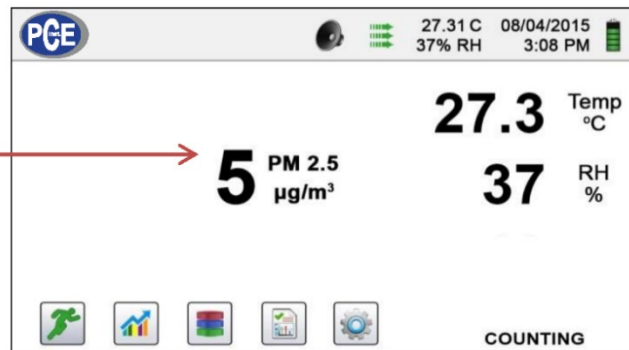 PCE
27.31 C 08/04/2015
37% RH 3:08 PM
27.3 Temp °C
5 PM 2.5 µg/m³
37 RH %
COUNTING